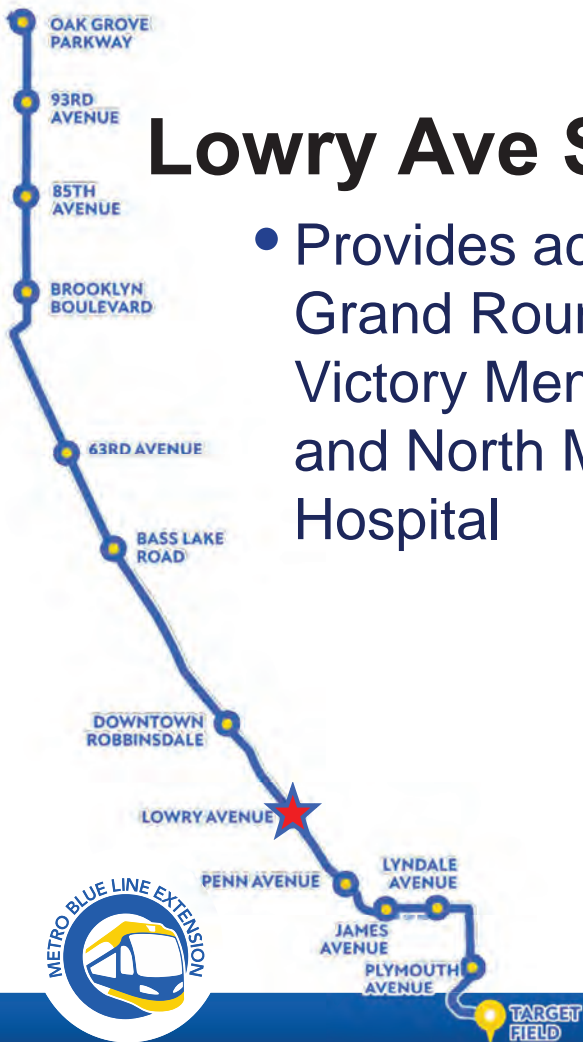 OAK GROVE
PARKWAY
93RD
AVENUE
Lowry Ave S
85TH
AVENUE
• Provides ac
Grand Roun
Victory Mem
and North M
Hospital
BROOKLYN
BOULEVARD
63RD AVENUE
BASS LAKE
ROAD
DOWNTOWN
ROBBINSDALE
LOWRY AVENUE
PENN AVENUE
LYNDALE
AVENUE
JAMES
AVENUE
PLYMOUTH
AVENUE
TARGET
FIELD
METRO BLUE LINE EXTENSION